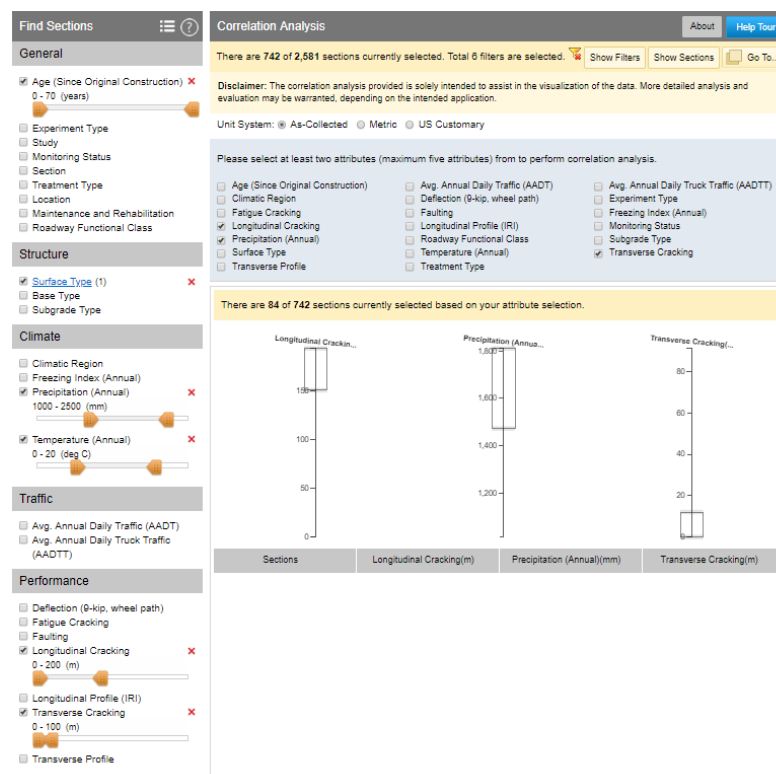 Find Sections
General
Age (Since Original Construction)
0 - 70 (years)
Experiment Type
Study
Monitoring Status
Section
Treatment Type
Location
Maintenance and Rehabilitation
Roadway Functional Class
Structure
Surface Type (1)
Base Type
Subgrade Type
Climate
Climatic Region
Freezing Index (Annual)
Precipitation (Annual)
1000 - 2500 (mm)
Temperature (Annual)
0 - 20 (deg C)
Traffic
Avg. Annual Daily Traffic (AADT)
Avg. Annual Daily Truck Traffic
(AADTT)
Performance
Deflection (9-kip, wheel path)
Fatigue Cracking
Faulting
Longitudinal Cracking
0 - 200 (m)
Longitudinal Profile (IRI)
Transverse Cracking
0 - 100 (m)
Transverse Profile
Correlation Analysis
About
Help Tour
There are 742 of 2,581 sections currently selected. Total 6 filters are selected.
Show Filters
Show Sections
Go To..
Disclaimer: The correlation analysis provided is solely intended to assist in the visualization of the data. More detailed analysis and
evaluation may be warranted, depending on the intended application.
Unit System: As-Collected Metric US Customary
Please select at least two attributes (maximum five attributes) from to perform correlation analysis.
Age (Since Original Construction) Avg. Annual Daily Traffic (AADT) Avg. Annual Daily Truck Traffic (AADTT)
Climatic Region Deflection (9-kip, wheel path) Experiment Type
Fatigue Cracking Faulting Freezing Index (Annual)
Longitudinal Cracking Longitudinal Profile (IRI) Monitoring Status
Precipitation (Annual) Roadway Functional Class Subgrade Type
Surface Type Temperature (Annual) Transverse Cracking
Transverse Profile Treatment Type
There are 84 of 742 sections currently selected based on your attribute selection.
Longitudinal Crackin...
150
100
50
0
Precipitation (Annua...
1,800
1,600
1,400
1,200
Transverse Cracking(...
80
60
40
20
0
Sections Longitudinal Cracking(m) Precipitation (Annual)(mm) Transverse Cracking(m)